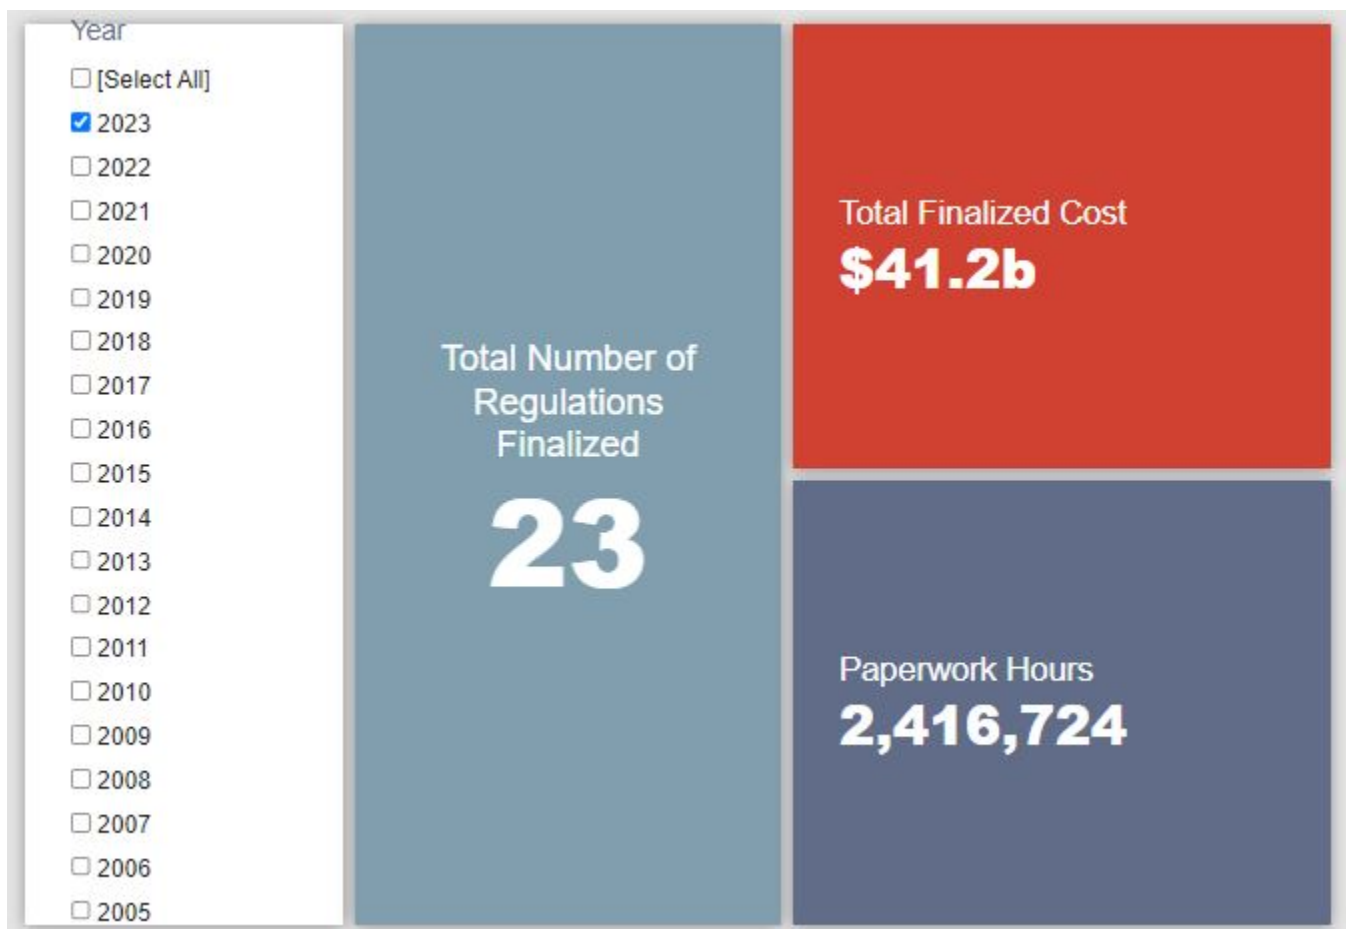 Year
[Select All]
2023
2022
2021
2020
2019
2018
2017
2016
2015
2014
2013
2012
2011
2010
2009
2008
2007
2006
2005
Total Number of
Regulations
Finalized
23
Total Finalized Cost
$41.2b
Paperwork Hours
2,416,724